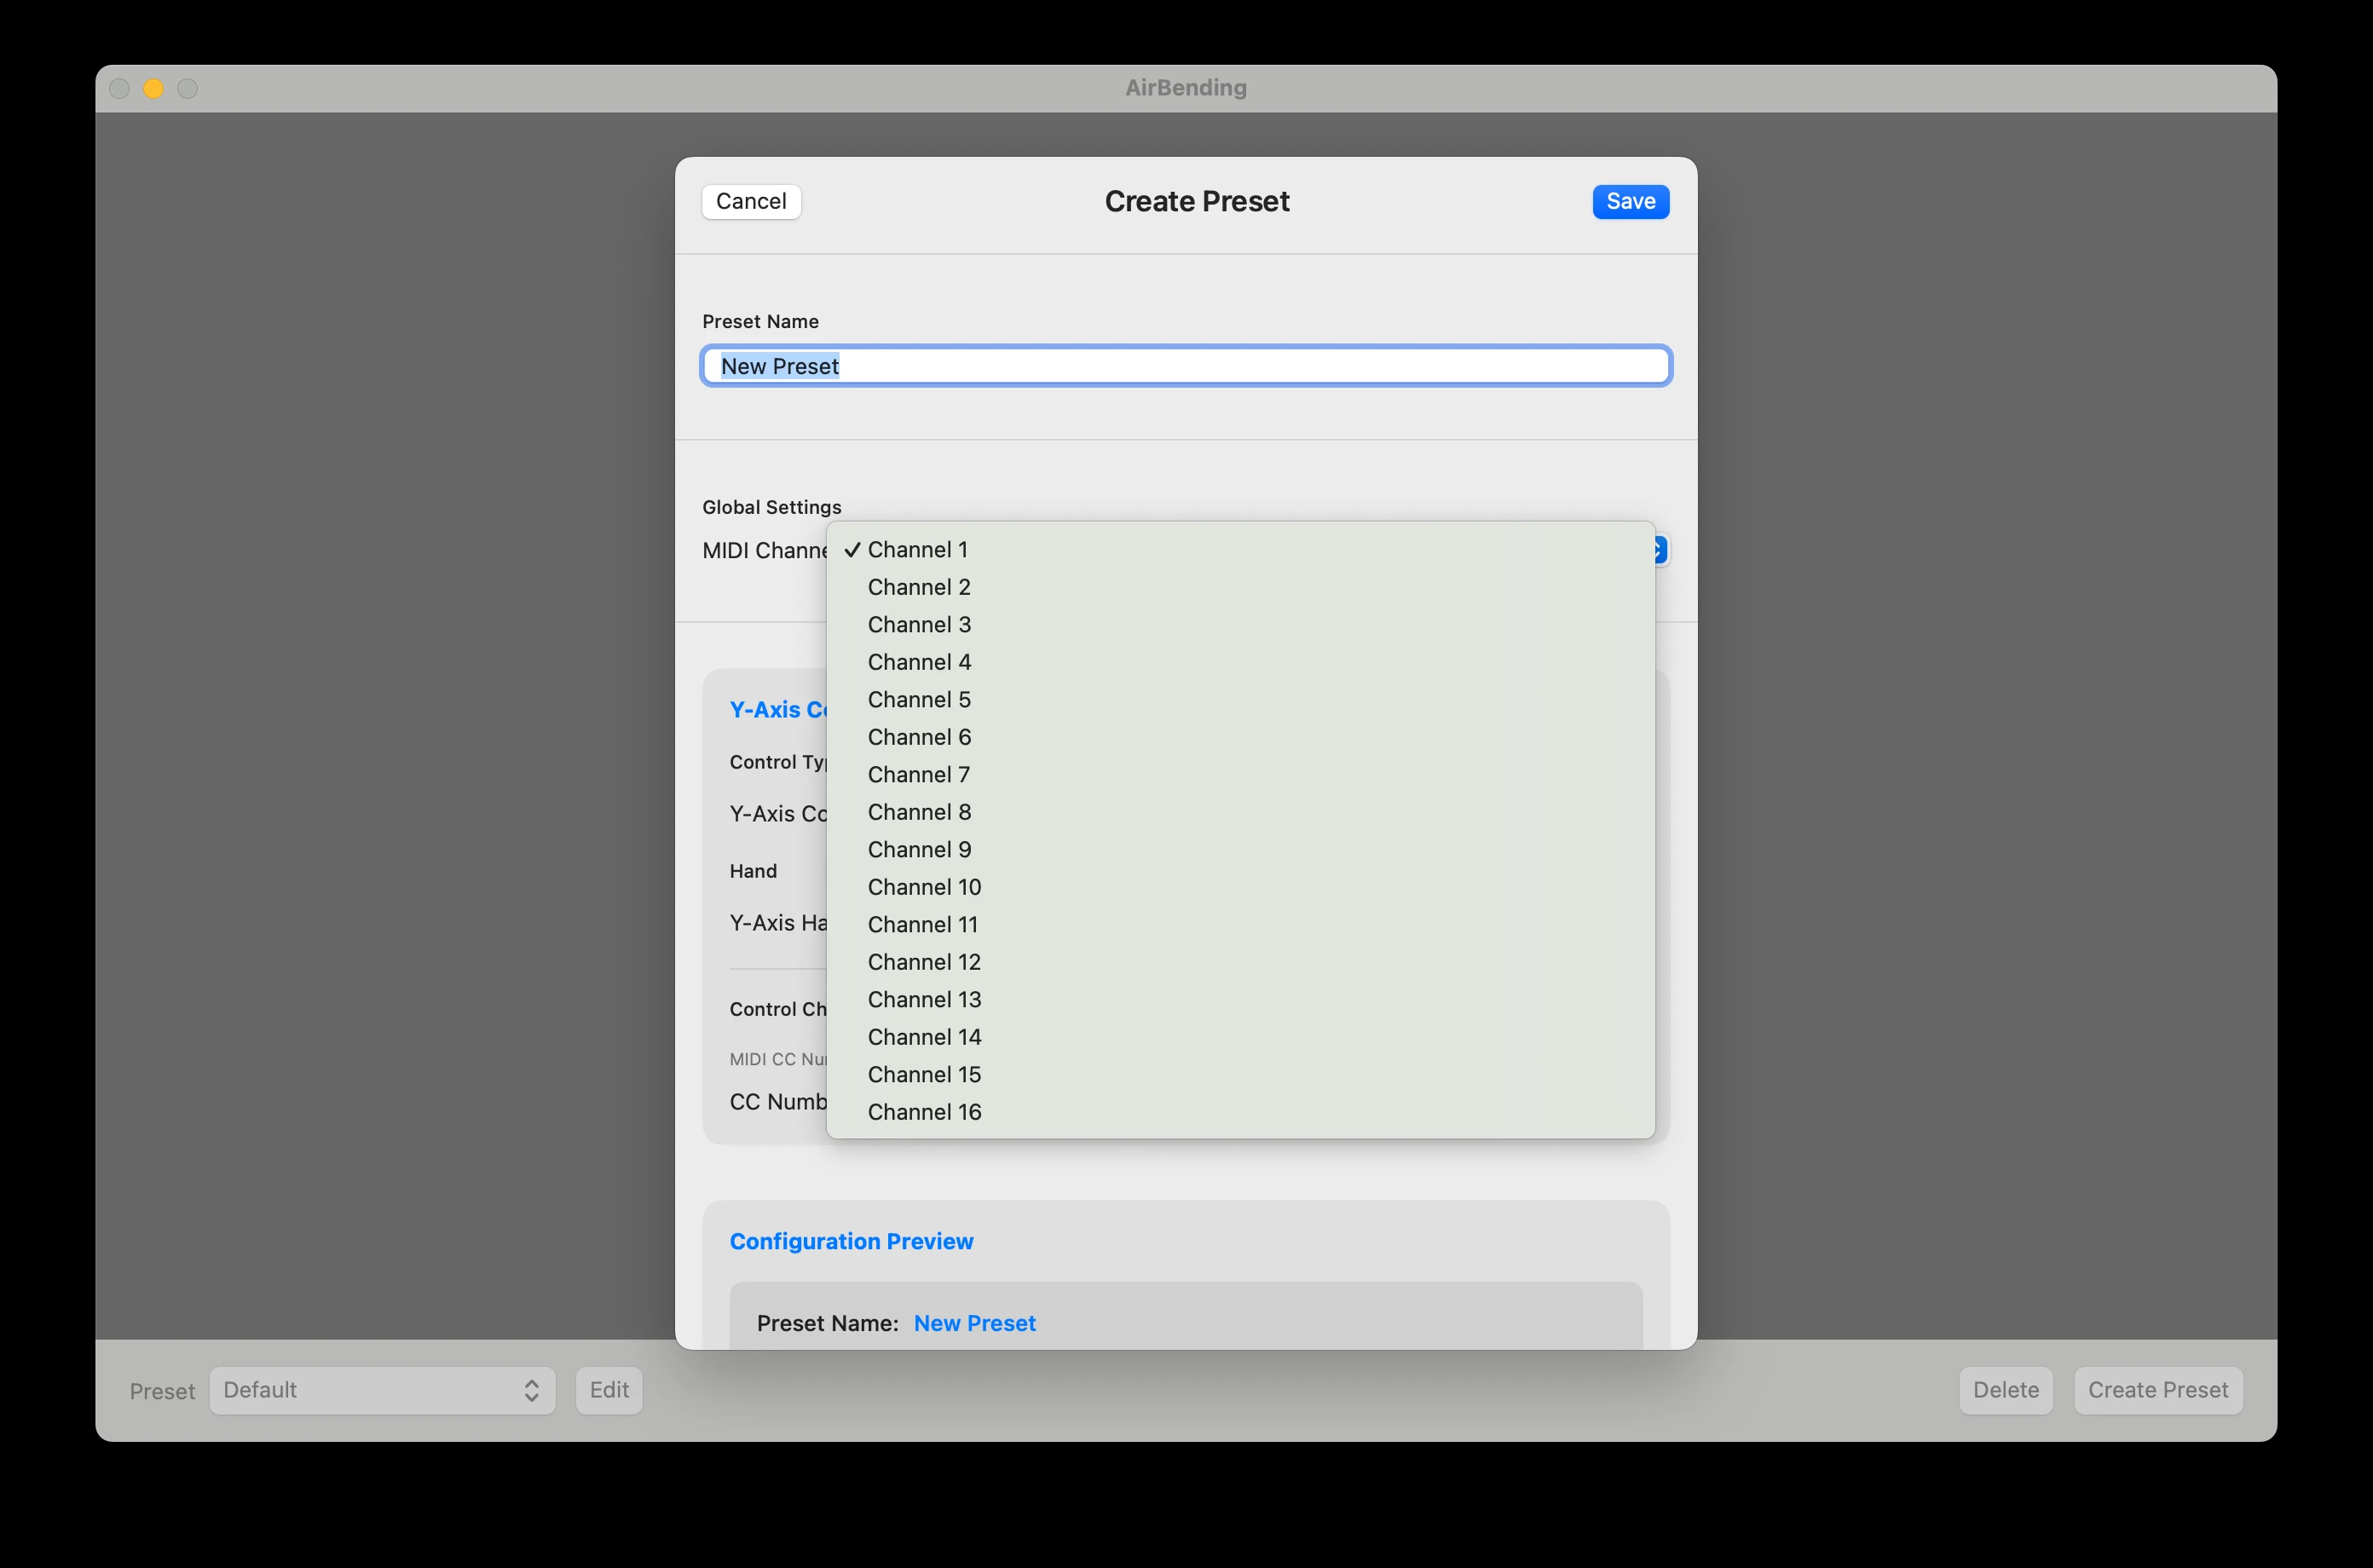 AirBending
Cancel Create Preset Save
Preset Name
New Preset
Global Settings
MIDI Channe
✓ Channel 1
Channel 2
Channel 3
Channel 4
Channel 5
Channel 6
Channel 7
Channel 8
Channel 9
Channel 10
Channel 11
Channel 12
Channel 13
Channel 14
Channel 15
Channel 16
Y-Axis Co
Control Typ
Y-Axis Co
Hand
Y-Axis Ha
Control Ch
MIDI CC Nu
CC Numb
Configuration Preview
Preset Name: New Preset
Preset Default Edit Delete Create Preset